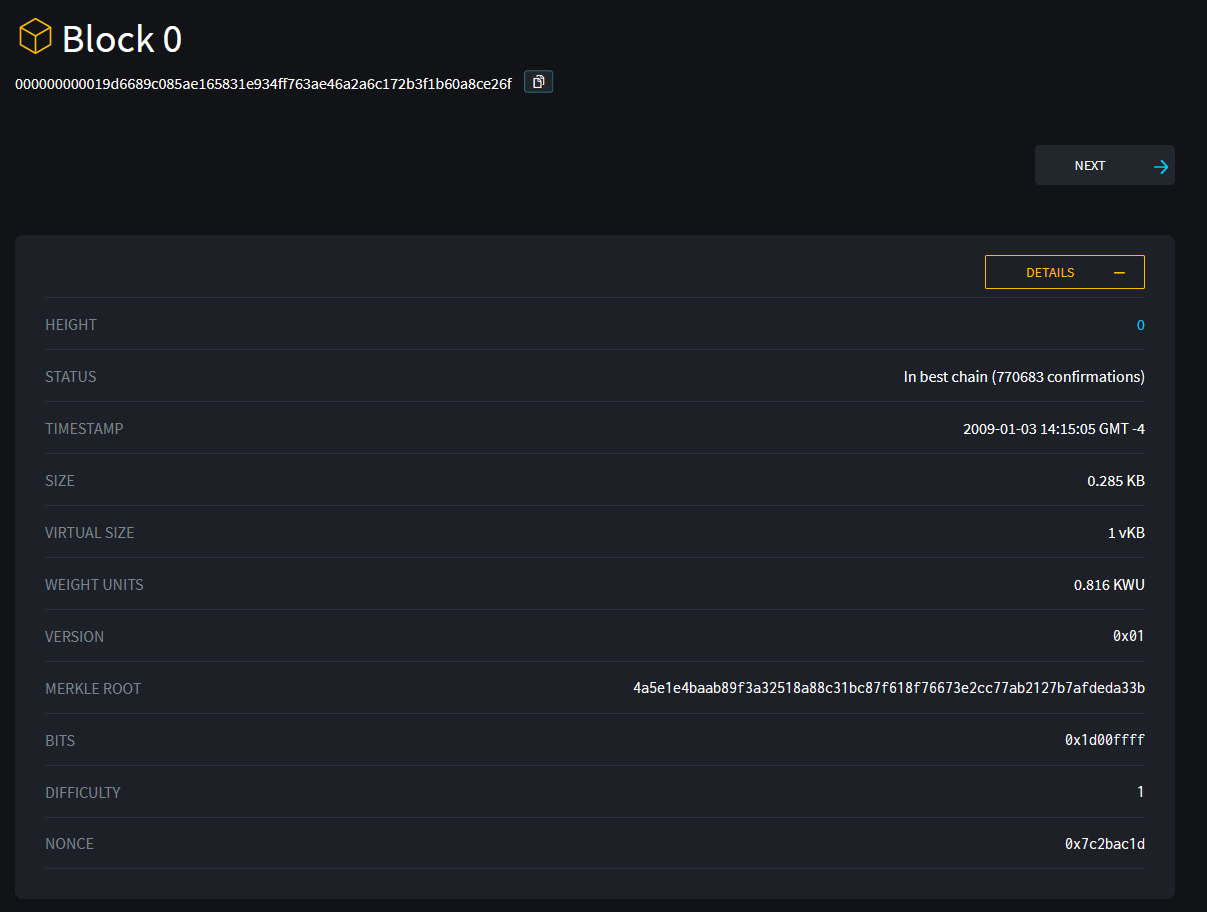 Block 0
000000000019d6689c085ae165831e934ff763ae46a2a6c172b3f1b60a8ce26f
NEXT
DETAILS
HEIGHT 0
STATUS In best chain (770683 confirmations)
TIMESTAMP 2009-01-03 14:15:05 GMT -4
SIZE 0.285 KB
VIRTUAL SIZE 1 vKB
WEIGHT UNITS 0.816 KWU
VERSION 0x01
MERKLE ROOT 4a5e1e4baab89f3a32518a88c31bc87f618f76673e2cc77ab2127b7afdeda33b
BITS 0x1d00ffff
DIFFICULTY 1
NONCE 0x7c2bac1d